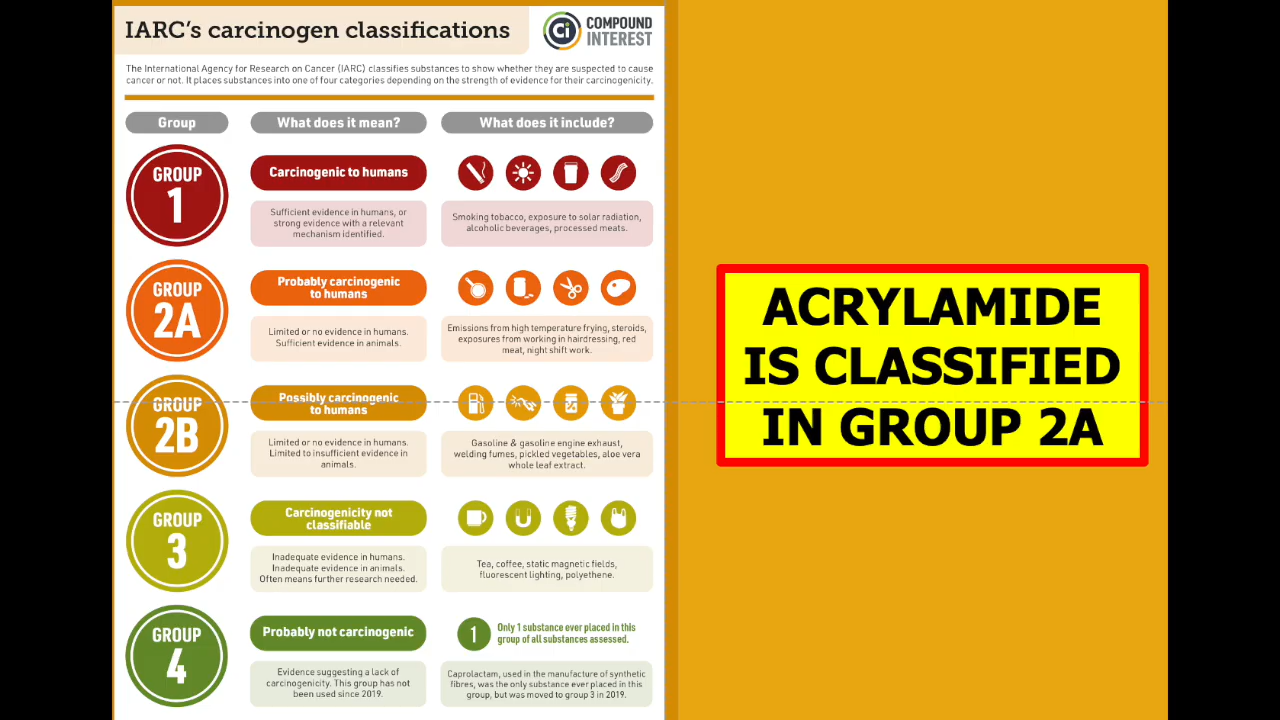 IARC's carcinogen classifications
Ci COMPOUND
INTEREST
The International Agency for Research on Cancer (IARC) classifies substances to show whether they are suspected to cause
cancer or not. It places substances into one of four categories depending on the strength of evidence for their carcinogenicity.
Group
What does it mean?
What does it include?
GROUP
1
Carcinogenic to humans
Sufficient evidence in humans, or
strong evidence with a relevant
mechanism identified.
Smoking tobacco, exposure to solar radiation,
alcoholic beverages, processed meats.
GROUP
2A
Probably carcinogenic
to humans
Limited or no evidence in humans.
Sufficient evidence in animals.
Emissions from high temperature frying, steroids,
exposures from working in hairdressing, red
meat, night shift work.
GROUP
2B
Possibly carcinogenic
to humans
Limited or no evidence in humans.
Limited to insufficient evidence in
animals.
Gasoline & gasoline engine exhaust,
welding fumes, pickled vegetables, aloe vera
whole leaf extract.
GROUP
3
Carcinogenicity not
classifiable
Inadequate evidence in humans.
Inadequate evidence in animals.
Often means further research needed.
Tea, coffee, static magnetic fields,
fluorescent lighting, polyethene.
GROUP
4
Probably not carcinogenic
Evidence suggesting a lack of
carcinogenicity. This group has not
been used since 2019.
1
Only 1 substance ever placed in this
group of all substances assessed.
Caprolactam, used in the manufacture of synthetic
fibres, was the only substance ever placed in this
group, but was moved to group 3 in 2019.
ACRYLAMIDE
IS CLASSIFIED
IN GROUP 2A